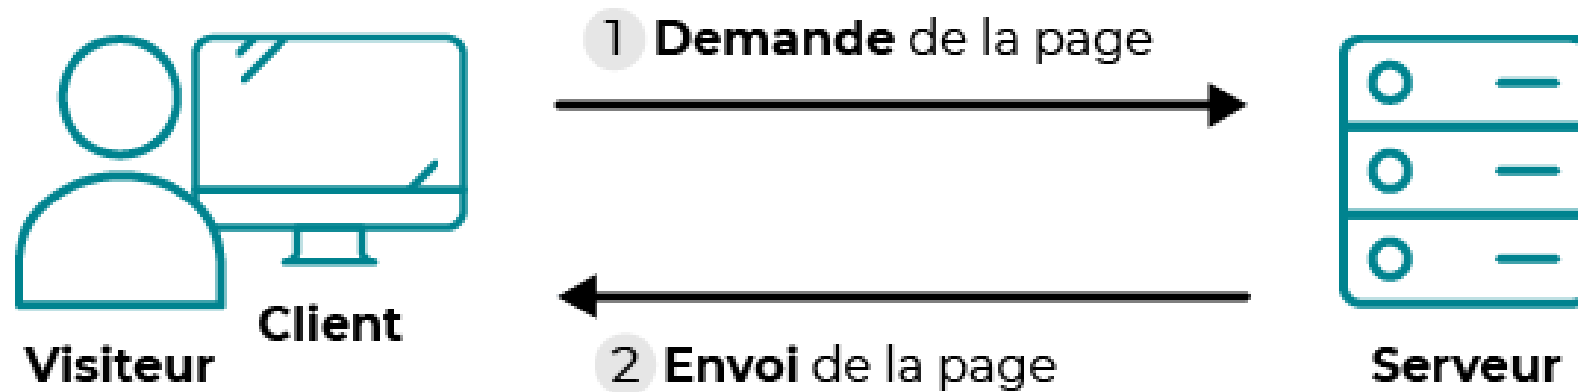 1 Demande de la page
Client
Visiteur
2 Envoi de la page
Serveur